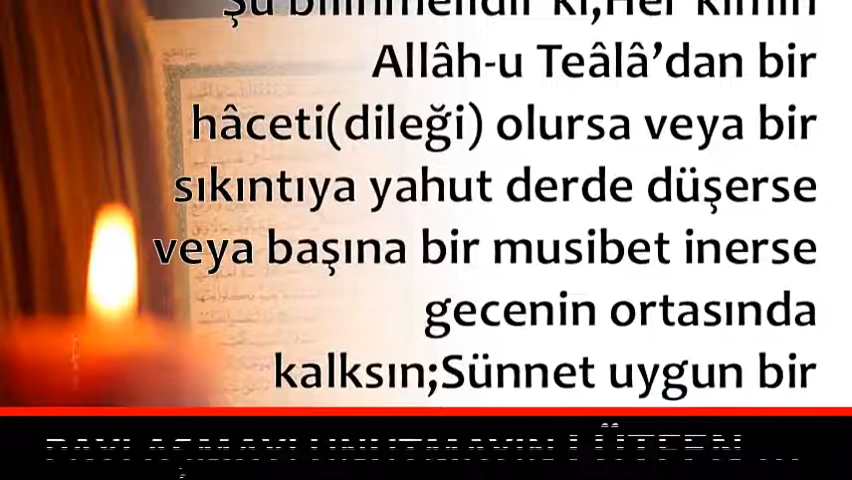 Şu bilinmelidir ki,Her kimin
Allâh-u Teâlâ’dan bir
hâceti(dileği) olursa veya bir
sıkıntıya yahut derde düşerse
veya başına bir musibet inerse
gecenin ortasında
kalksın;Sünnet uygun bir
PAYLAŞMAYI UNUTMAYIN LÜTFEN ...